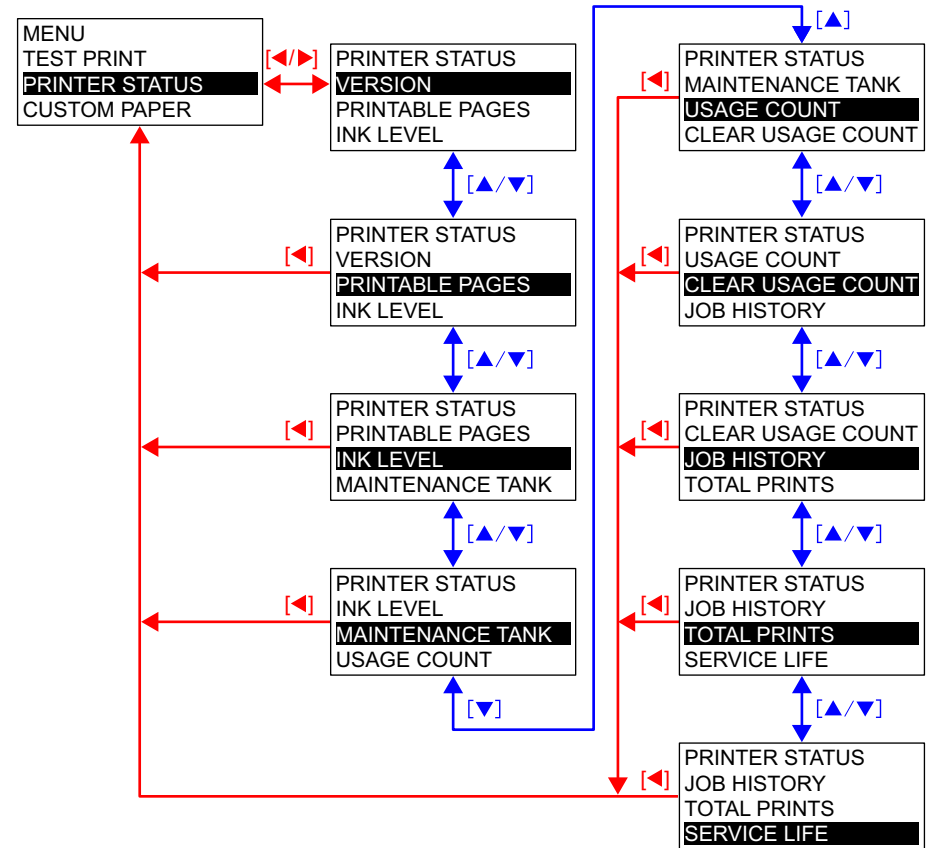 MENU
TEST PRINT
PRINTER STATUS
CUSTOM PAPER
[◀/▶]
PRINTER STATUS
VERSION
PRINTABLE PAGES
INK LEVEL
[▲/▼]
[◀]
PRINTER STATUS
VERSION
PRINTABLE PAGES
INK LEVEL
[▲/▼]
[◀]
PRINTER STATUS
PRINTABLE PAGES
INK LEVEL
MAINTENANCE TANK
[▲/▼]
[◀]
PRINTER STATUS
INK LEVEL
MAINTENANCE TANK
USAGE COUNT
[▼]
[▲]
[◀]
PRINTER STATUS
MAINTENANCE TANK
USAGE COUNT
CLEAR USAGE COUNT
[▲/▼]
[◀]
PRINTER STATUS
USAGE COUNT
CLEAR USAGE COUNT
JOB HISTORY
[▲/▼]
[◀]
PRINTER STATUS
CLEAR USAGE COUNT
JOB HISTORY
TOTAL PRINTS
[▲/▼]
[◀]
PRINTER STATUS
JOB HISTORY
TOTAL PRINTS
SERVICE LIFE
[▲/▼]
[◀]
PRINTER STATUS
JOB HISTORY
TOTAL PRINTS
SERVICE LIFE